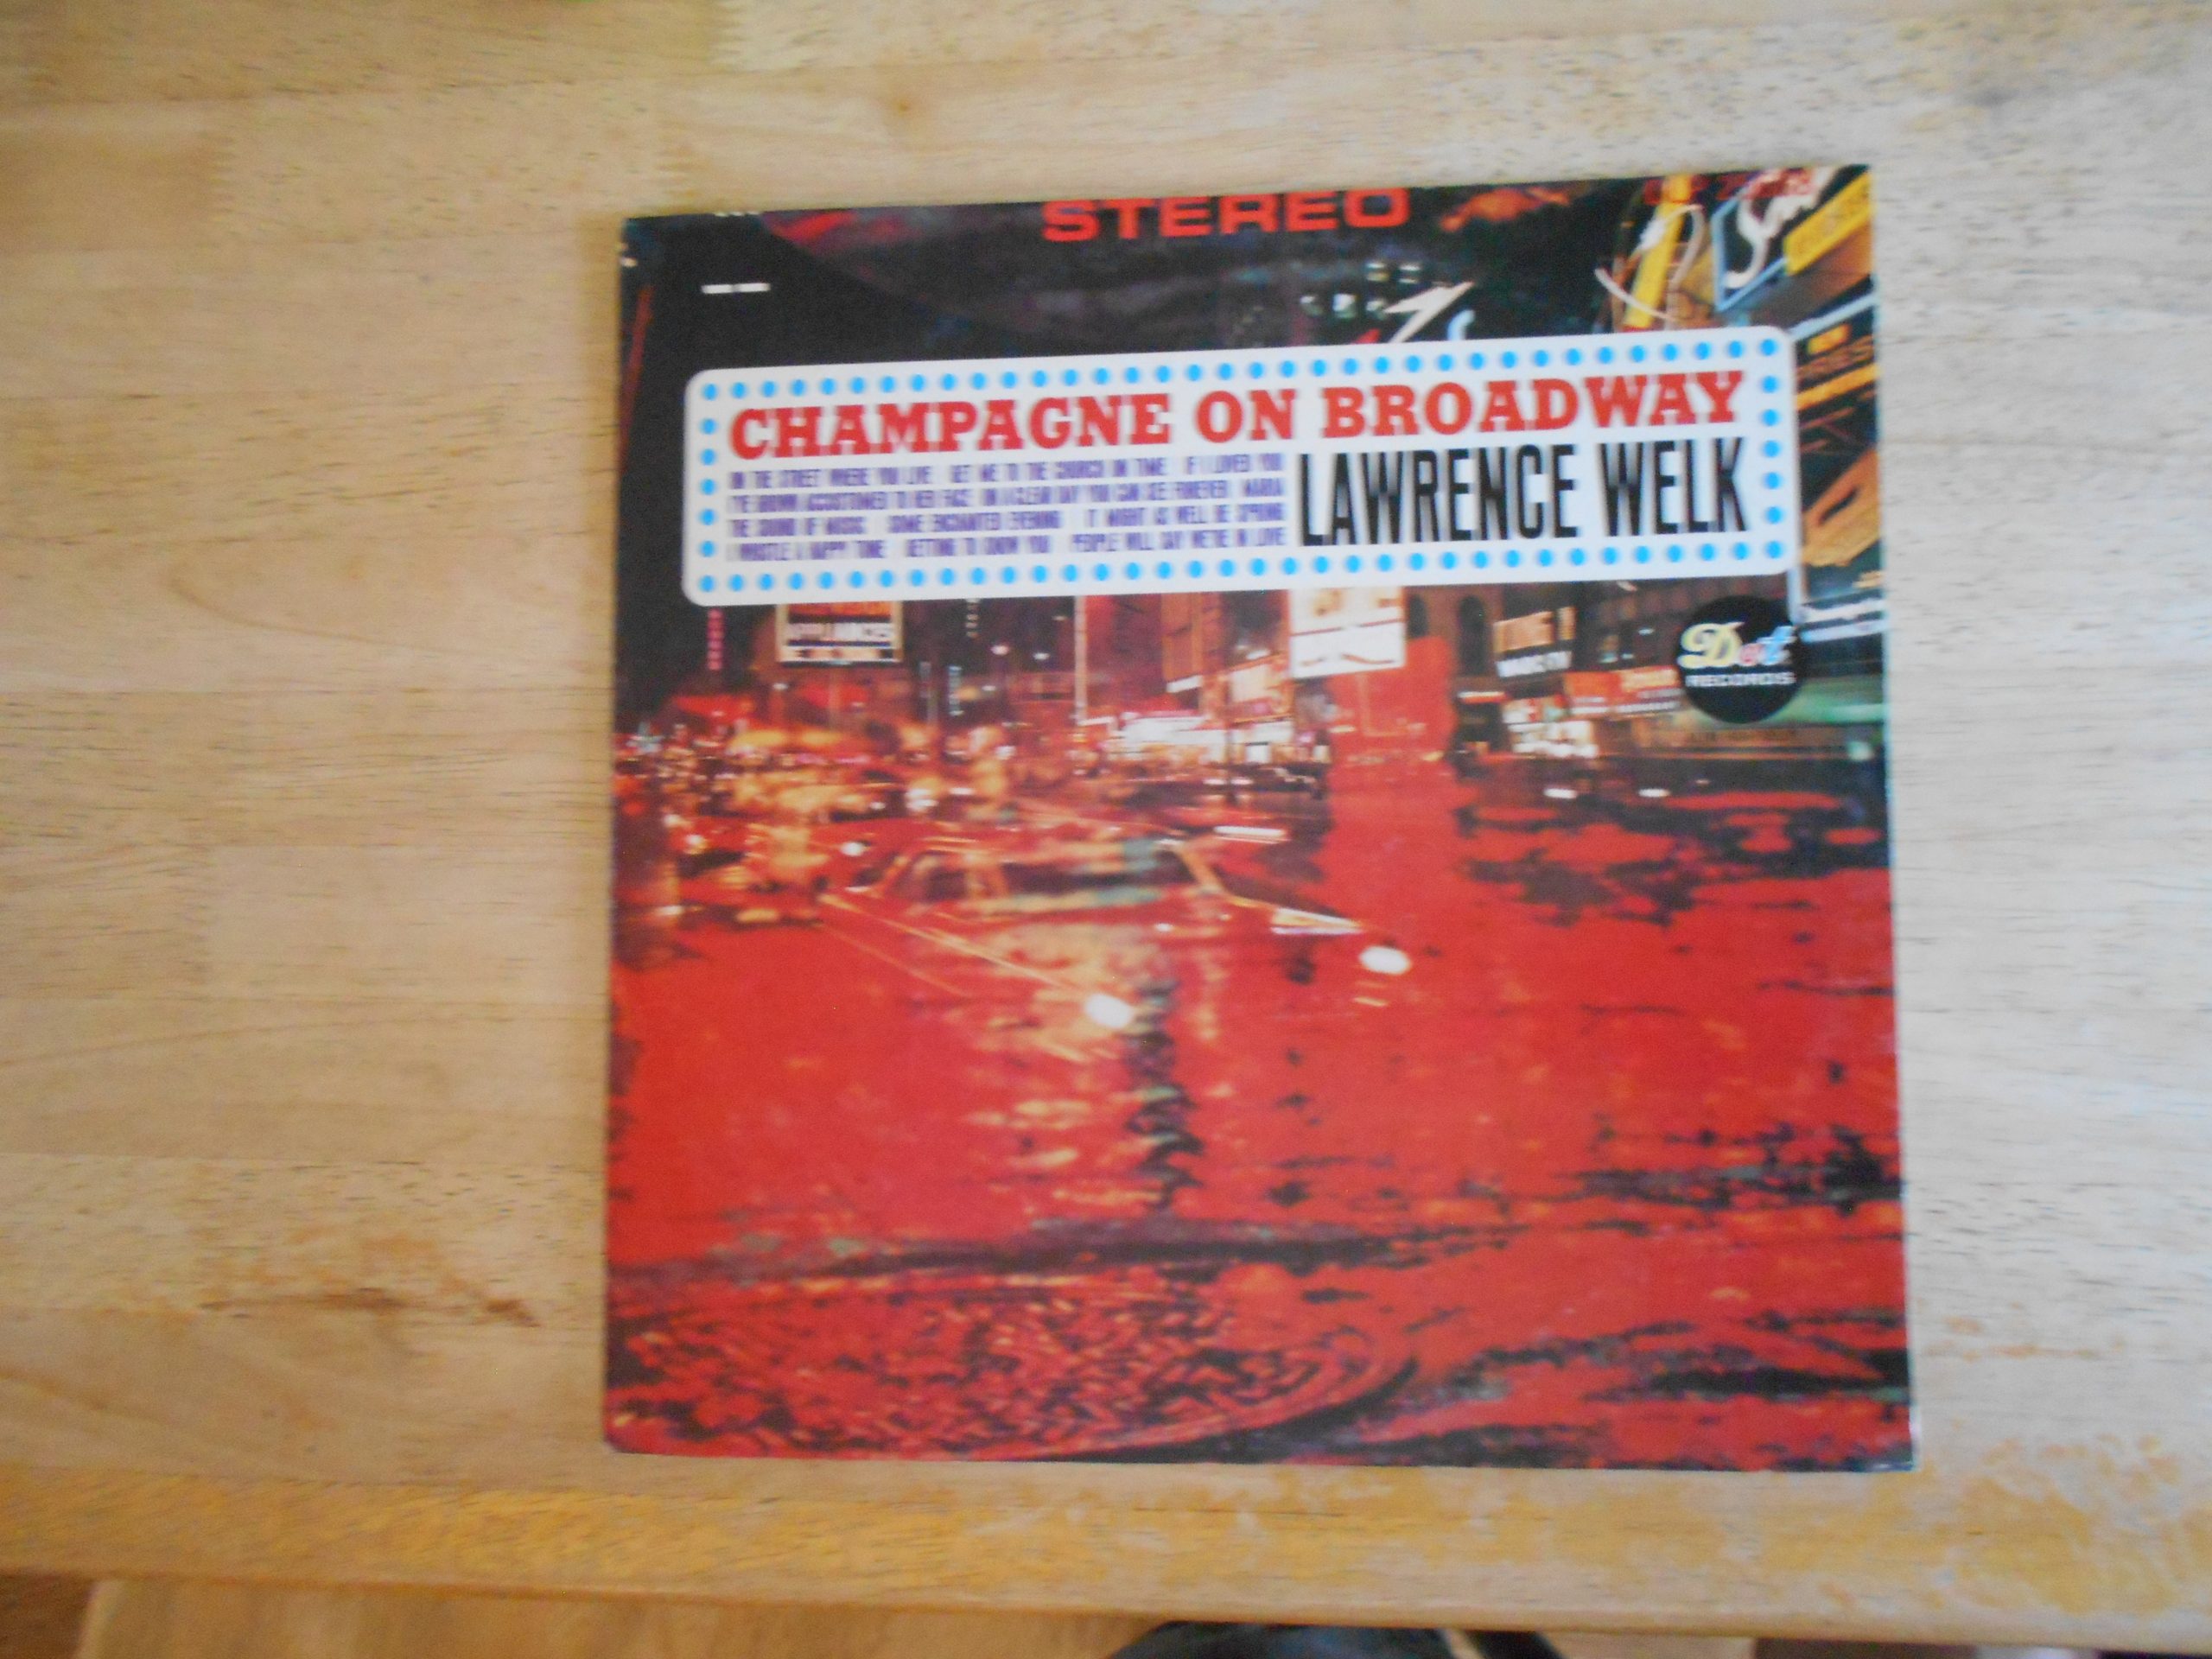 STEREO
CHAMPAGNE ON BROADWAY
ON THE STREET WHERE YOU LIVE GET ME TO THE CHURCH ON TIME IF I LOVED YOU
I'VE GROWN ACCUSTOMED TO HER FACE ON A CLEAR DAY YOU CAN SEE FOREVER MARIA
THE SOUND OF MUSIC SOME ENCHANTED EVENING IT MIGHT AS WELL BE SPRING
I WHISTLE A HAPPY TUNE GETTING TO KNOW YOU PEOPLE WILL SAY WE'RE IN LOVE
LAWRENCE WELK
APPLIANCES
Dot
RECORDS